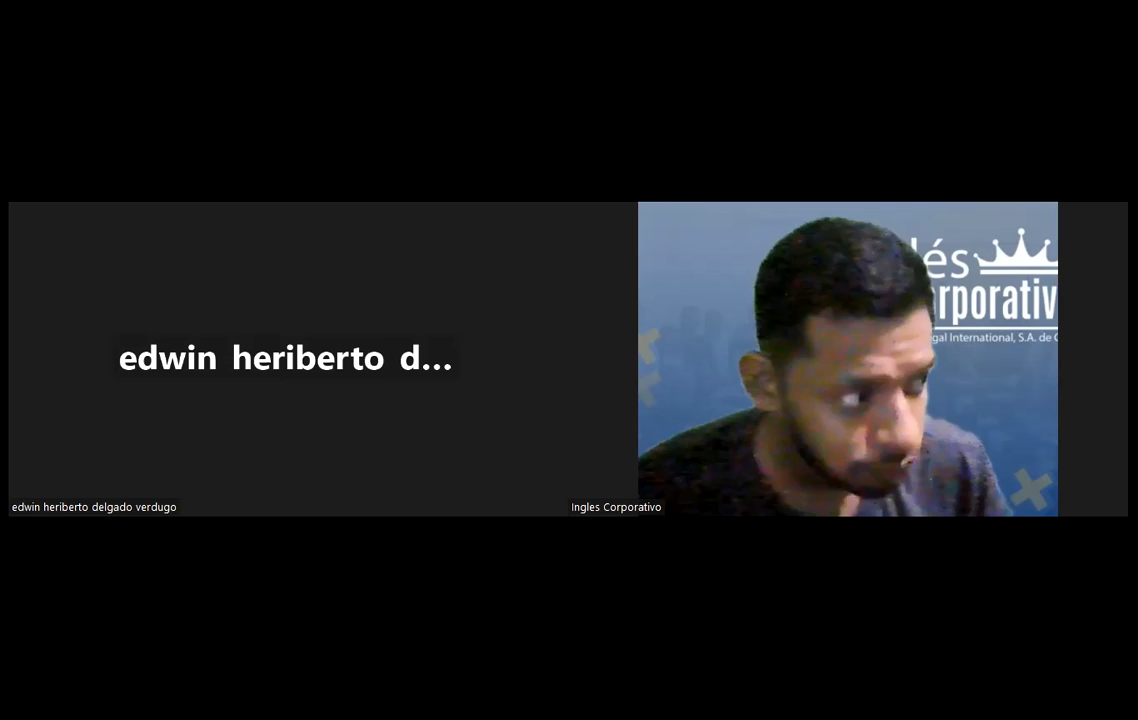 edwin heriberto d...
edwin heriberto delgado verdugo
lés
rporativ
gal International, S.A. de C
Ingles Corporativo